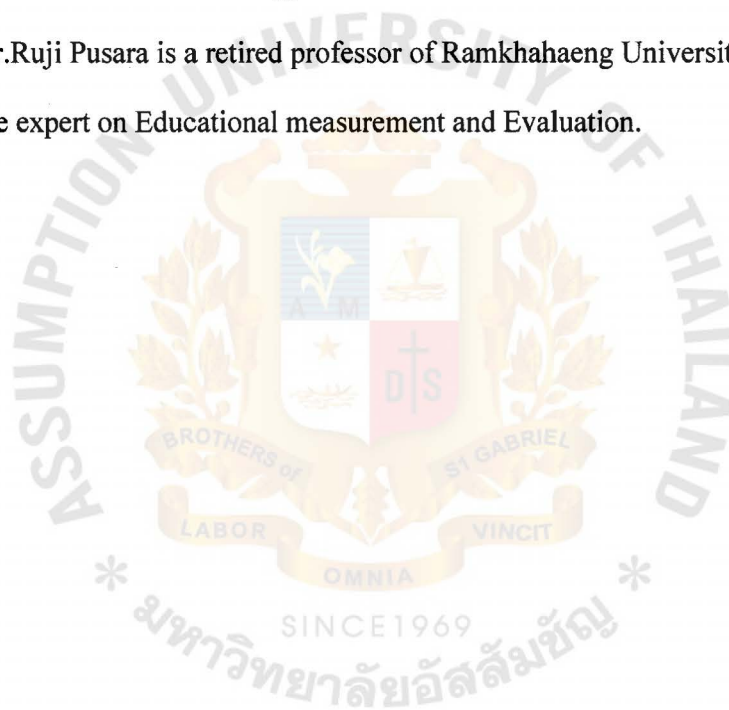 r.Ruji Pusara is a retired professor of Ramkhahaeng Universit
e expert on Educational measurement and Evaluation.
ASSUMPTION UNIVERSITY OF THAILAND
A M
D S
BROTHERS of ST GABRIEL
LABOR OMNIA VINCIT
SINCE1969
* มหาวิทยาลัยอัสสัมชัญ *